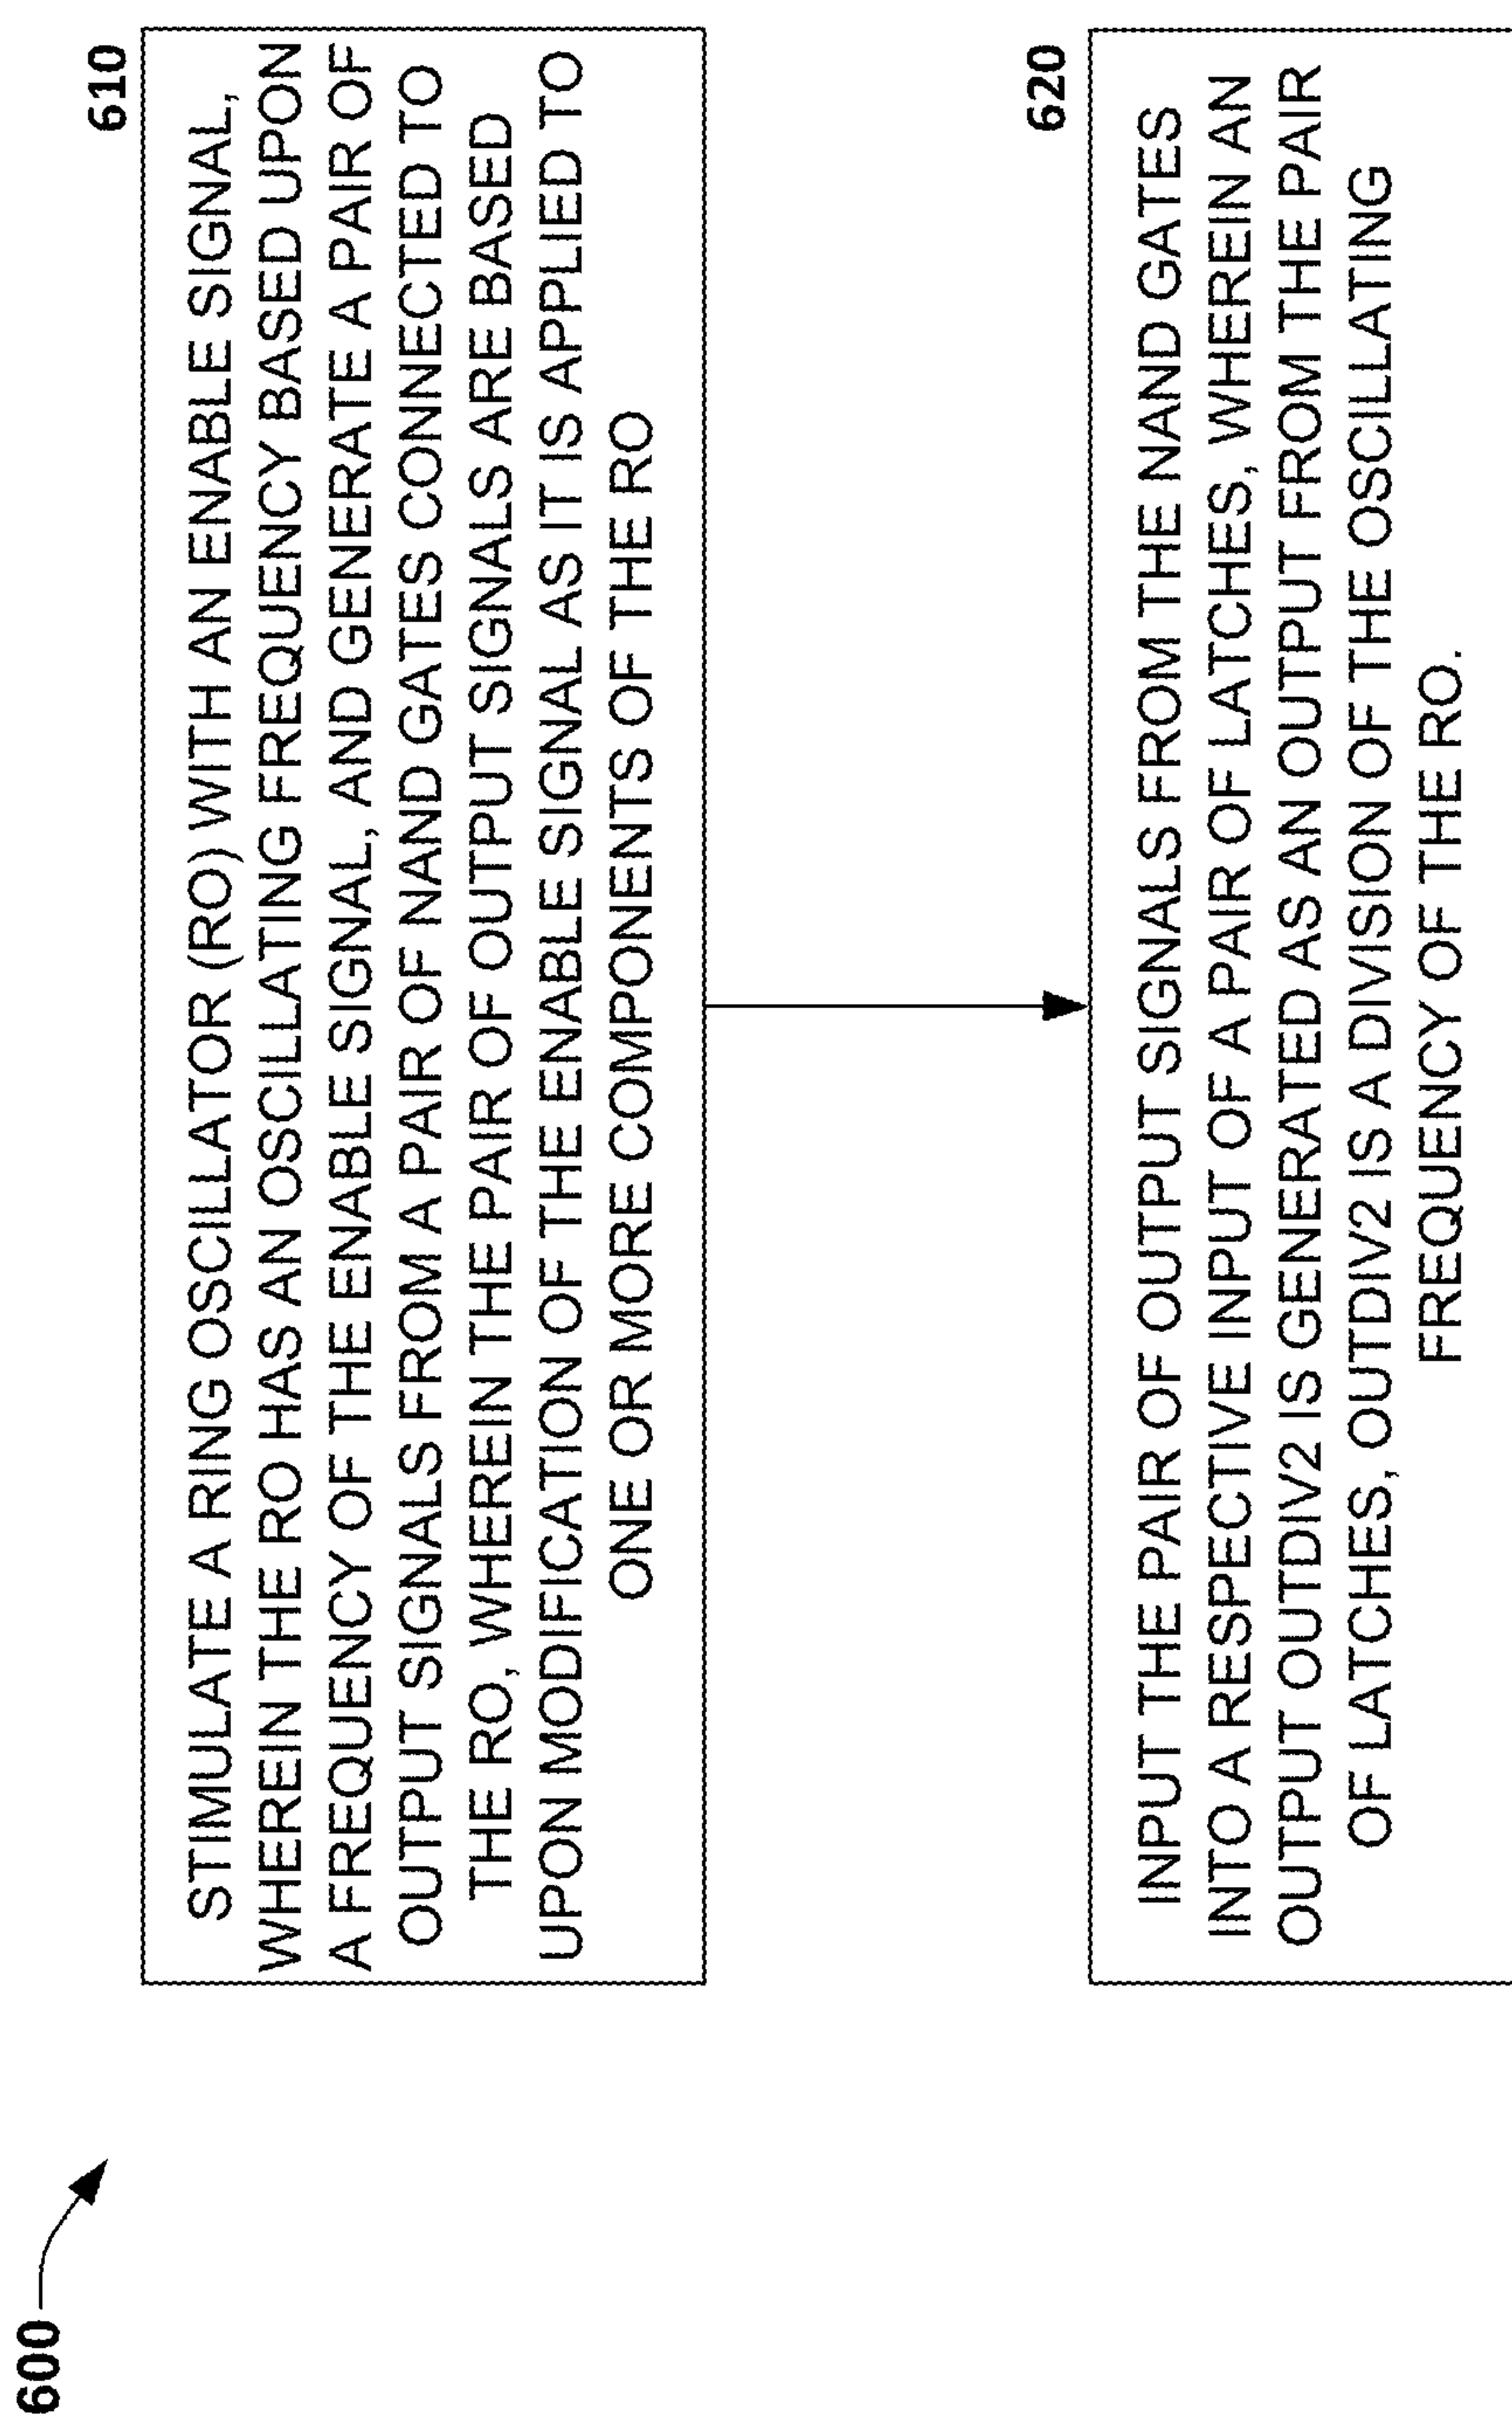 600
610
STIMULATE A RING OSCILLATOR (RO) WITH AN ENABLE SIGNAL,
WHEREIN THE RO HAS AN OSCILLATING FREQUENCY BASED UPON
A FREQUENCY OF THE ENABLE SIGNAL, AND GENERATE A PAIR OF
OUTPUT SIGNALS FROM A PAIR OF NAND GATES CONNECTED TO
THE RO, WHEREIN THE PAIR OF OUTPUT SIGNALS ARE BASED
UPON MODIFICATION OF THE ENABLE SIGNAL AS IT IS APPLIED TO
ONE OR MORE COMPONENTS OF THE RO
620
INPUT THE PAIR OF OUTPUT SIGNALS FROM THE NAND GATES
INTO A RESPECTIVE INPUT OF A PAIR OF LATCHES, WHEREIN AN
OUTPUT OUTDIV2 IS GENERATED AS AN OUTPUT FROM THE PAIR
OF LATCHES, OUTDIV2 IS A DIVISION OF THE OSCILLATING
FREQUENCY OF THE RO.